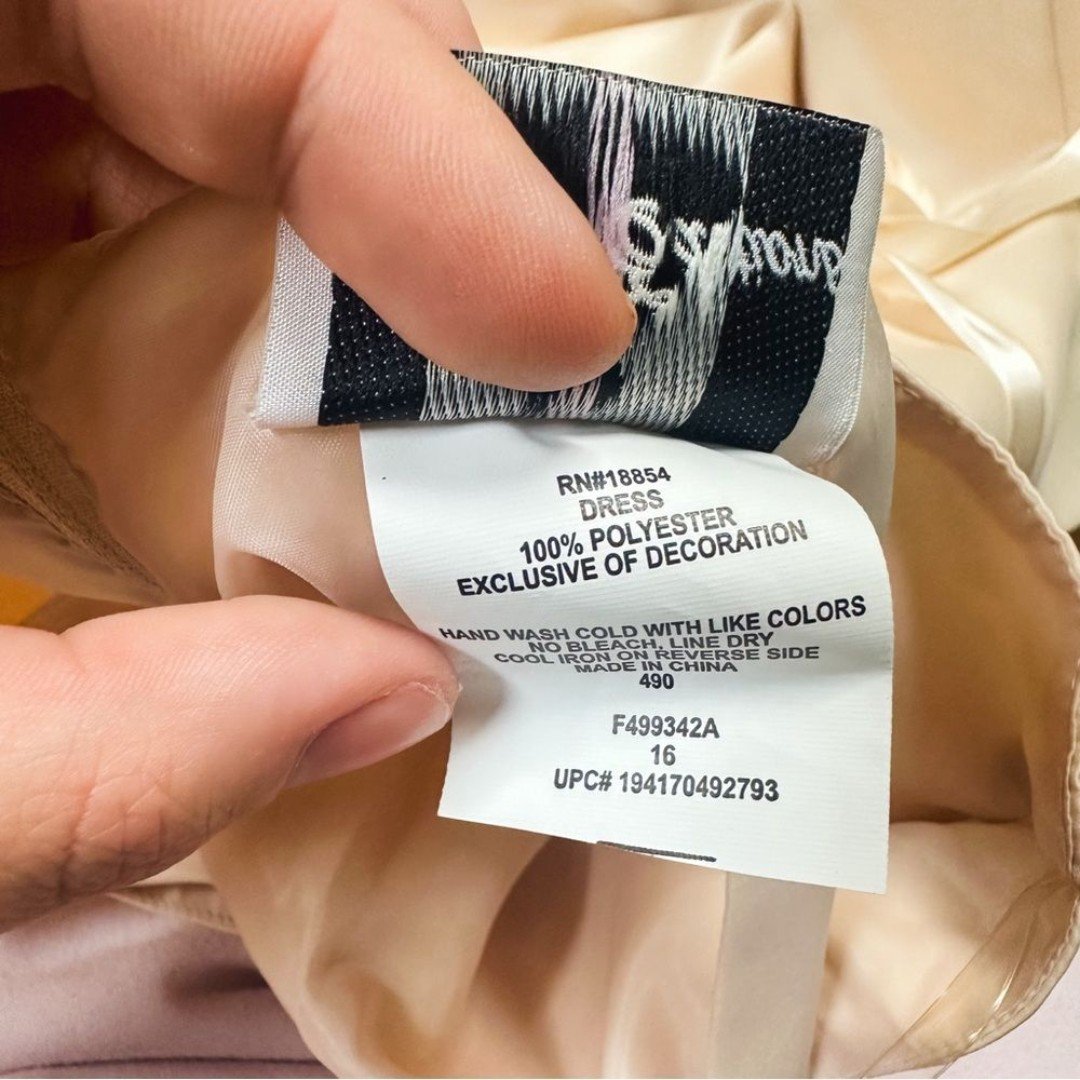 RN#18854
DRESS
100% POLYESTER
EXCLUSIVE OF DECORATION
HAND WASH COLD WITH LIKE COLORS
NO BLEACH, LINE DRY
COOL IRON ON REVERSE SIDE
MADE IN CHINA
490
F499342A
16
UPC# 194170492793